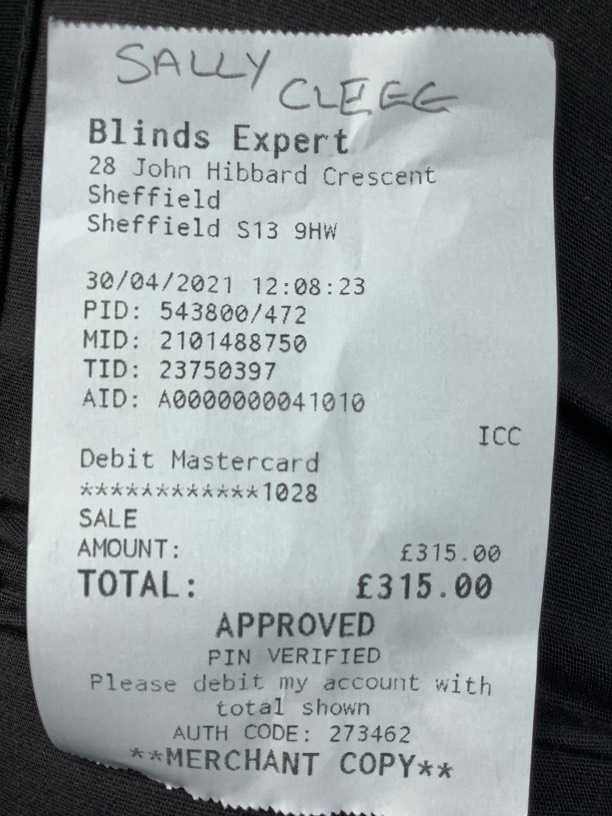 SALLY CLEGG
Blinds Expert
28 John Hibbard Crescent
Sheffield
Sheffield S13 9HW
30/04/2021 12:08:23
PID: 543800/472
MID: 2101488750
TID: 23750397
AID: A0000000041010
ICC
Debit Mastercard
************1028
SALE
AMOUNT: £315.00
TOTAL: £315.00
APPROVED
PIN VERIFIED
Please debit my account with
total shown
AUTH CODE: 273462
**MERCHANT COPY**